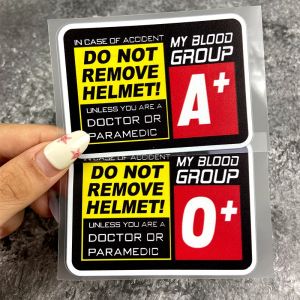 IN CASE OF ACCIDENT
DO NOT
REMOVE
HELMET!
UNLESS YOU ARE A
DOCTOR OR
PARAMEDIC
MY BLOOD
GROUP
A+
IN CASE OF ACCIDENT
DO NOT
REMOVE
HELMET!
UNLESS YOU ARE A
DOCTOR OR
PARAMEDIC
MY BLOOD
GROUP
O+